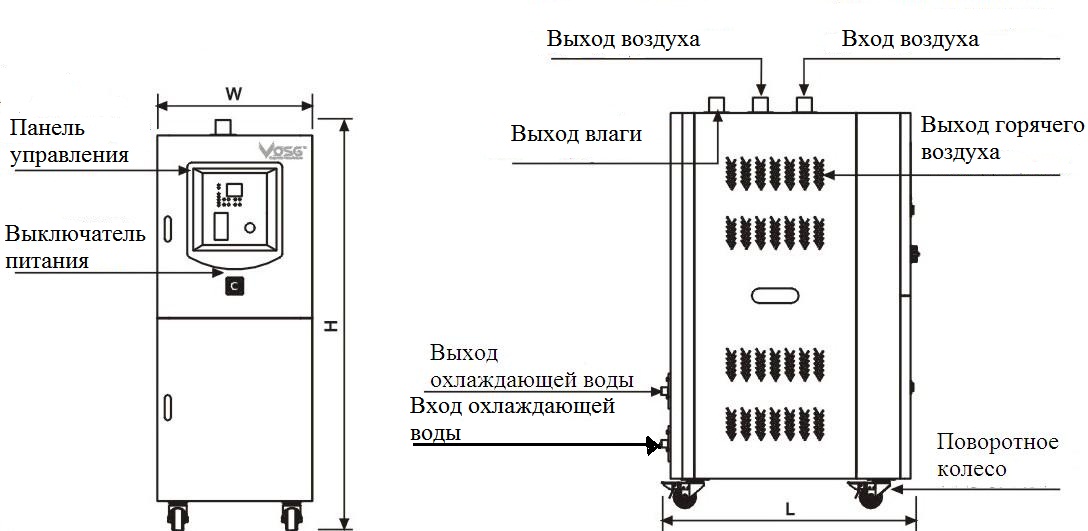 W
Панель
управления
VOSG
Выключатель
питания
C
H
Выход воздуха
Вход воздуха
Выход влаги
Выход горячего
воздуха
Выход
охлаждающей воды
Вход охлаждающей
воды
Поворотное
колесо
L